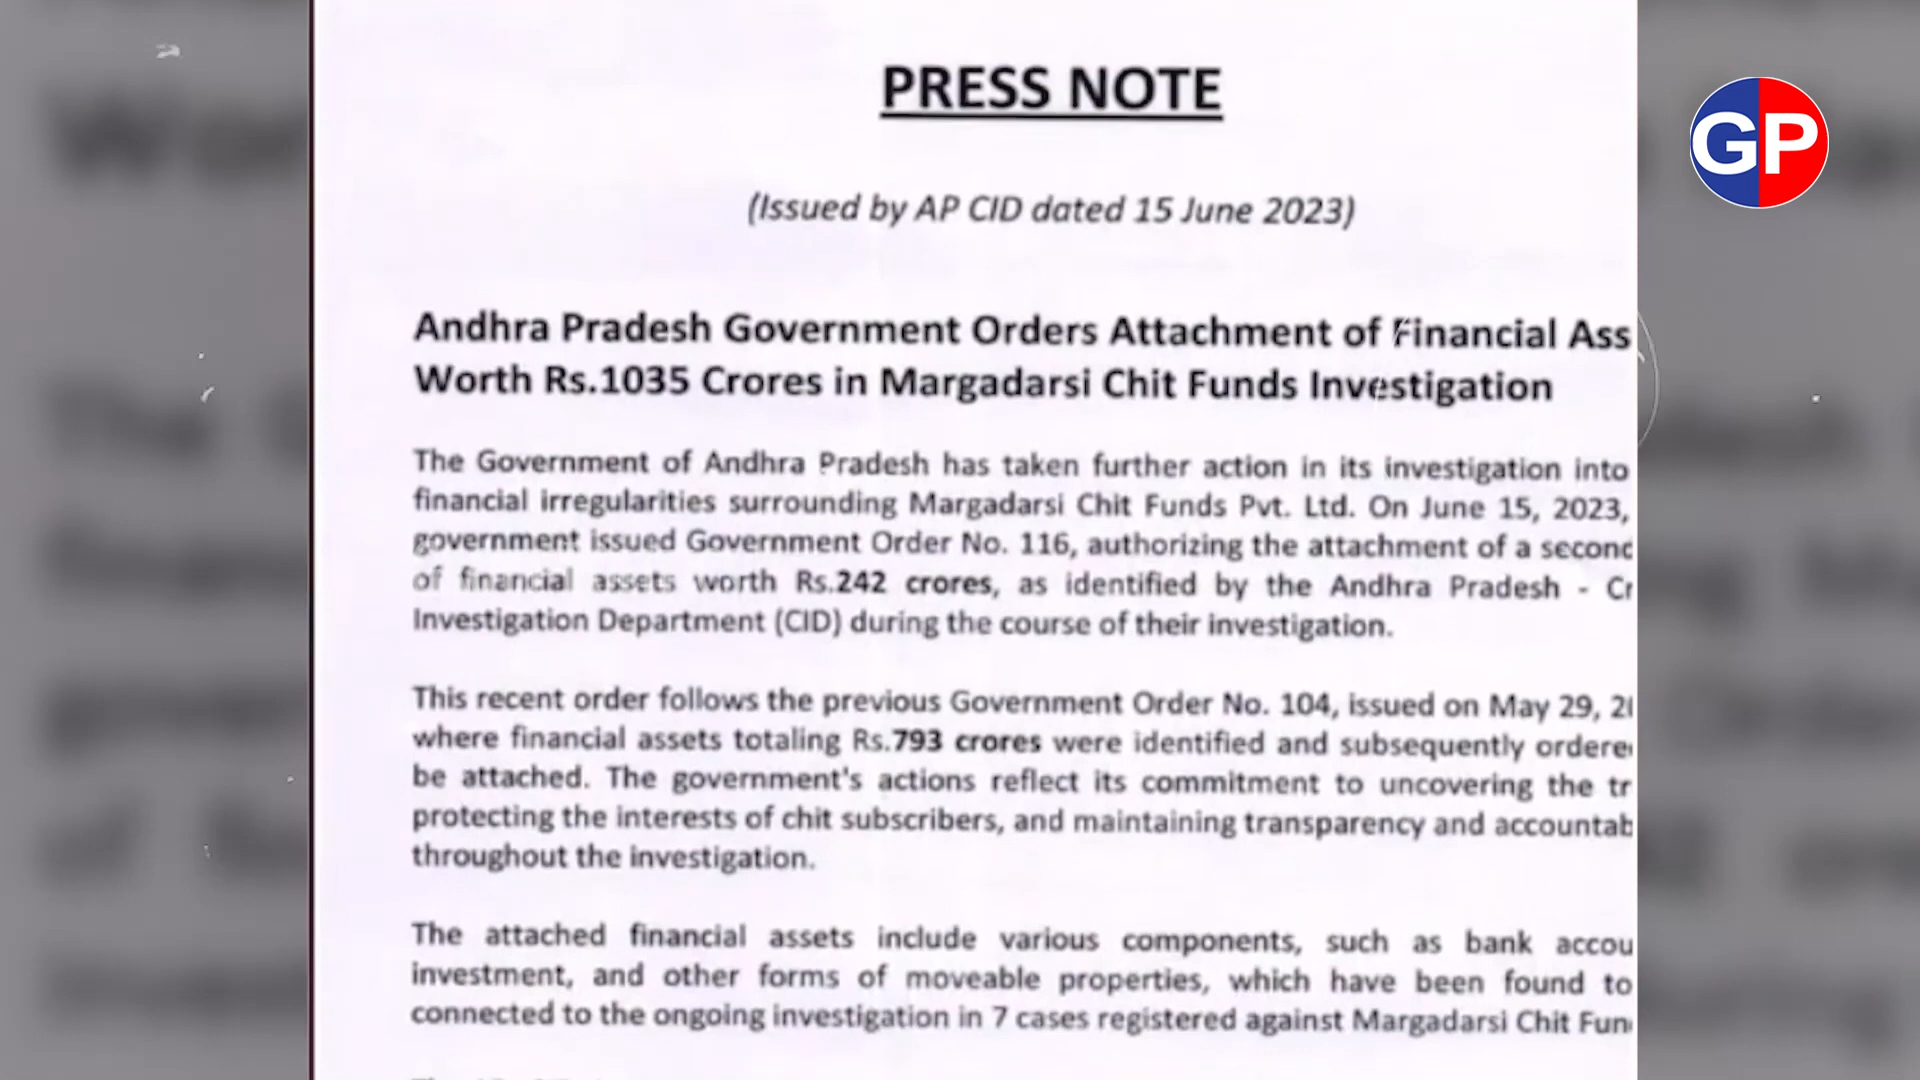 PRESS NOTE
GP
(Issued by AP CID dated 15 June 2023)
Andhra Pradesh Government Orders Attachment of Financial Ass
Worth Rs.1035 Crores in Margadarsi Chit Funds Investigation
The Government of Andhra Pradesh has taken further action in its investigation into
financial irregularities surrounding Margadarsi Chit Funds Pvt. Ltd. On June 15, 2023,
government issued Government Order No. 116, authorizing the attachment of a second
of financial assets worth Rs.242 crores, as identified by the Andhra Pradesh - Cr
Investigation Department (CID) during the course of their investigation.
This recent order follows the previous Government Order No. 104, issued on May 29, 2
where financial assets totaling Rs.793 crores were identified and subsequently ordere
be attached. The government's actions reflect its commitment to uncovering the tr
protecting the interests of chit subscribers, and maintaining transparency and accountab
throughout the investigation.
The attached financial assets include various components, such as bank accou
investment, and other forms of moveable properties, which have been found to
connected to the ongoing investigation in 7 cases registered against Margadarsi Chit Fun